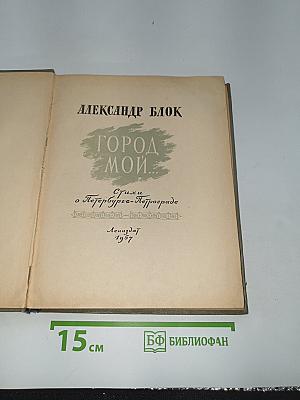 АЛЕКСАНДР БЛОК
ГОРОД
МОЙ...
Стихи
о Петербурге-Петрограде
Лениздат
1957
15 см
БФ БИБЛИОФАН